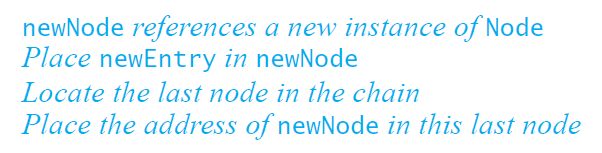 newNode references a new instance of Node
Place newEntry in newNode
Locate the last node in the chain
Place the address of newNode in this last node